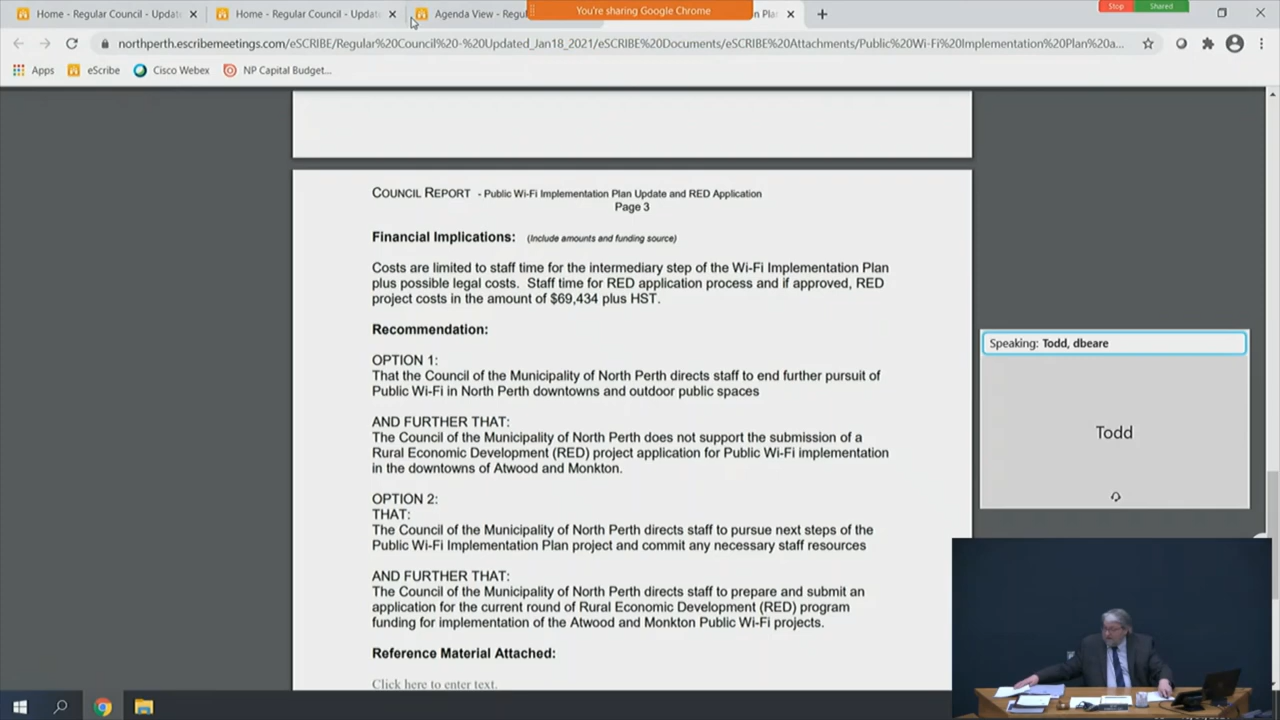 Home - Regular Council - Updat
Home - Regular Council - Updat
Agenda View - Regu
You're sharing Google Chrome
n Pla
Stop
Shared
northperth.escribemeetings.com/eSCRIBE/Regular%20Council%20-%20Updated_Jan18_2021/eSCRIBE%20Documents/eSCRIBE%20Attachments/Public%20Wi-Fi%20Implementation%20Plan%20a...
Apps
eScribe
Cisco Webex
NP Capital Budget...
COUNCIL REPORT - Public Wi-Fi Implementation Plan Update and RED Application
Page 3
Financial Implications: (Include amounts and funding source)
Costs are limited to staff time for the intermediary step of the Wi-Fi Implementation Plan
plus possible legal costs. Staff time for RED application process and if approved, RED
project costs in the amount of $69,434 plus HST.
Recommendation:
OPTION 1:
That the Council of the Municipality of North Perth directs staff to end further pursuit of
Public Wi-Fi in North Perth downtowns and outdoor public spaces
AND FURTHER THAT:
The Council of the Municipality of North Perth does not support the submission of a
Rural Economic Development (RED) project application for Public Wi-Fi implementation
in the downtowns of Atwood and Monkton.
OPTION 2:
THAT:
The Council of the Municipality of North Perth directs staff to pursue next steps of the
Public Wi-Fi Implementation Plan project and commit any necessary staff resources
AND FURTHER THAT:
The Council of the Municipality of North Perth directs staff to prepare and submit an
application for the current round of Rural Economic Development (RED) program
funding for implementation of the Atwood and Monkton Public Wi-Fi projects.
Reference Material Attached:
Click here to enter text.
Speaking: Todd, dbeare
Todd